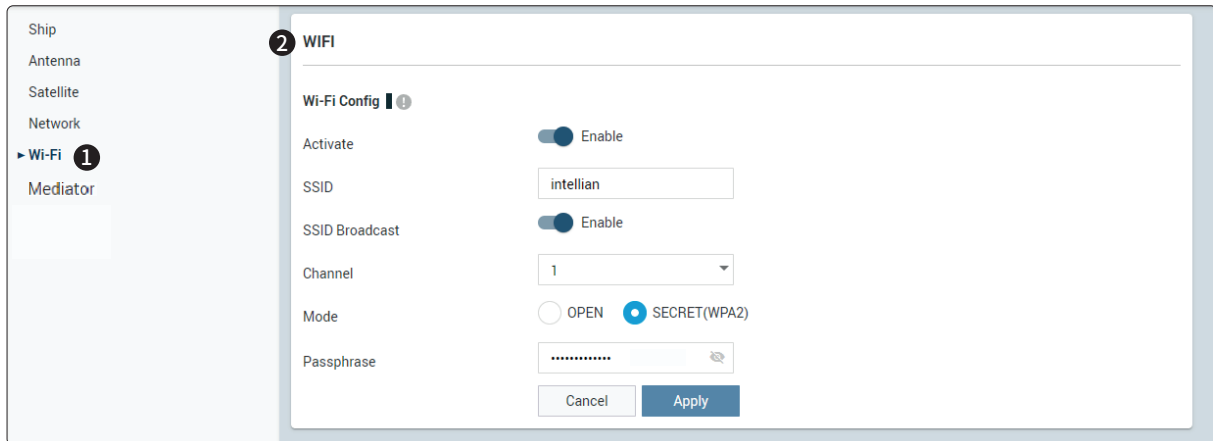 Ship
Antenna
Satellite
Network
Wi-Fi 1
Mediator
2 WIFI
Wi-Fi Config !
Activate Enable
SSID intellian
SSID Broadcast Enable
Channel 1
Mode OPEN SECRET(WPA2)
Passphrase •••••••••••••
Cancel Apply